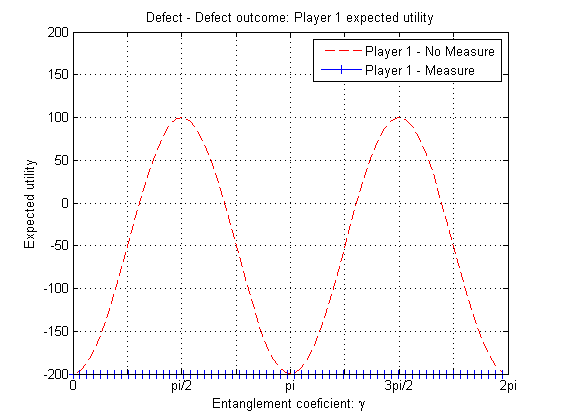 Defect - Defect outcome: Player 1 expected utility
200
Player 1 - No Measure
Player 1 - Measure
150
100
50
0
-50
-100
-150
-200
Expected utility
0 pi/2 pi 3pi/2 2pi
Entanglement coeficient: γ